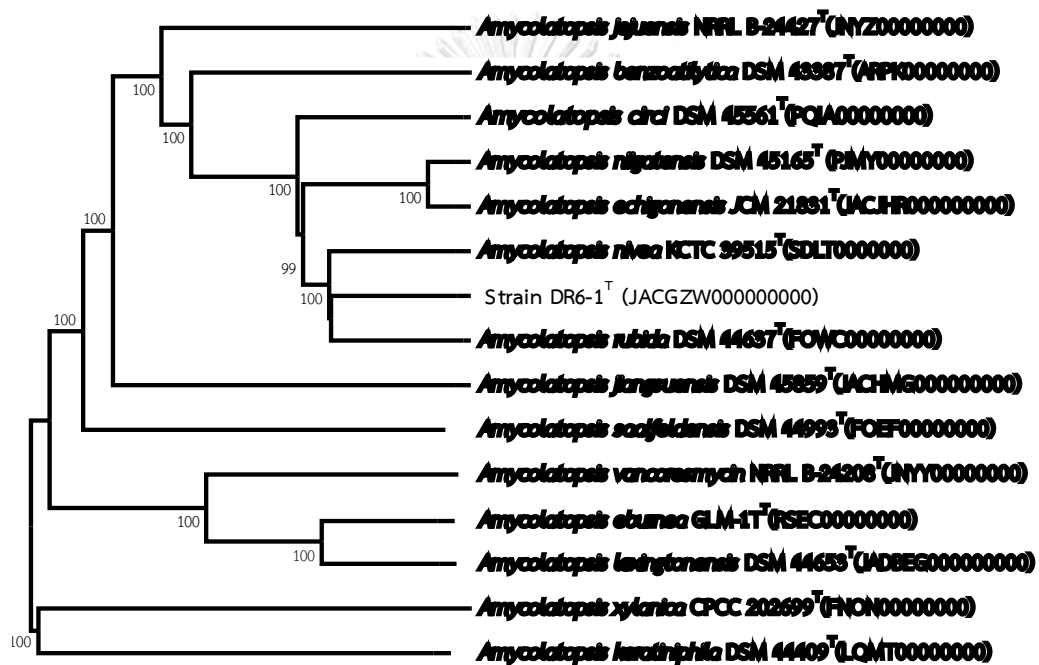 Amycolatopsis jejuensis NRRL B-24427T(JNYZ00000000)
100
Amycolatopsis benzoatilytica DSM 43387T(ARPK00000000)
100
Amycolatopsis circi DSM 45561T(PQIA00000000)
100
Amycolatopsis niigatensis DSM 45165T (PJMY00000000)
100
Amycolatopsis echigonensis JCM 21831T(JACJHR000000000)
100
Amycolatopsis nivea KCTC 39515T(SDLT0000000)
99
Strain DR6-1T (JACGZW000000000)
100
100
Amycolatopsis rubida DSM 44637T(FOWC00000000)
Amycolatopsis jiangsuensis DSM 45859T(JACHMG000000000)
Amycolatopsis saalfeldensis DSM 44993T(FOEF00000000)
Amycolatopsis vancoresmycin NRRL B-24208T(JNYY00000000)
100
Amycolatopsis eburnea GLM-1TT(RSEC00000000)
100
Amycolatopsis lexingtonensis DSM 44653T(JADBEG000000000)
Amycolatopsis xylanica CPCC 202699T(FNON00000000)
100
Amycolatopsis keratiniphila DSM 44409T(LQMT00000000)